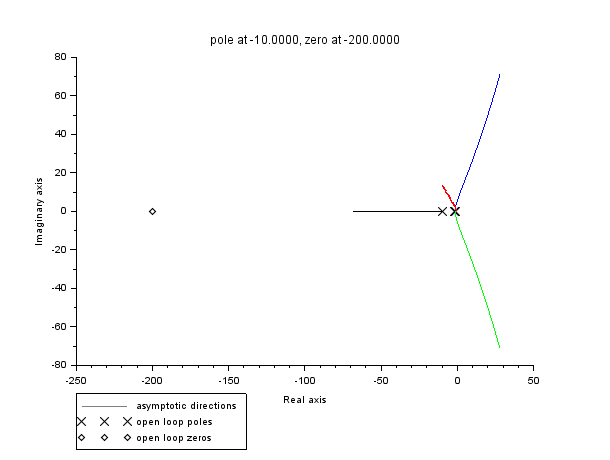 pole at -10.0000, zero at -200.0000
80
60
40
20
0
-20
-40
-60
-80
Imaginary axis
-250
-200
-150
-100
-50
0
50
Real axis
asymptotic directions
open loop poles
open loop zeros